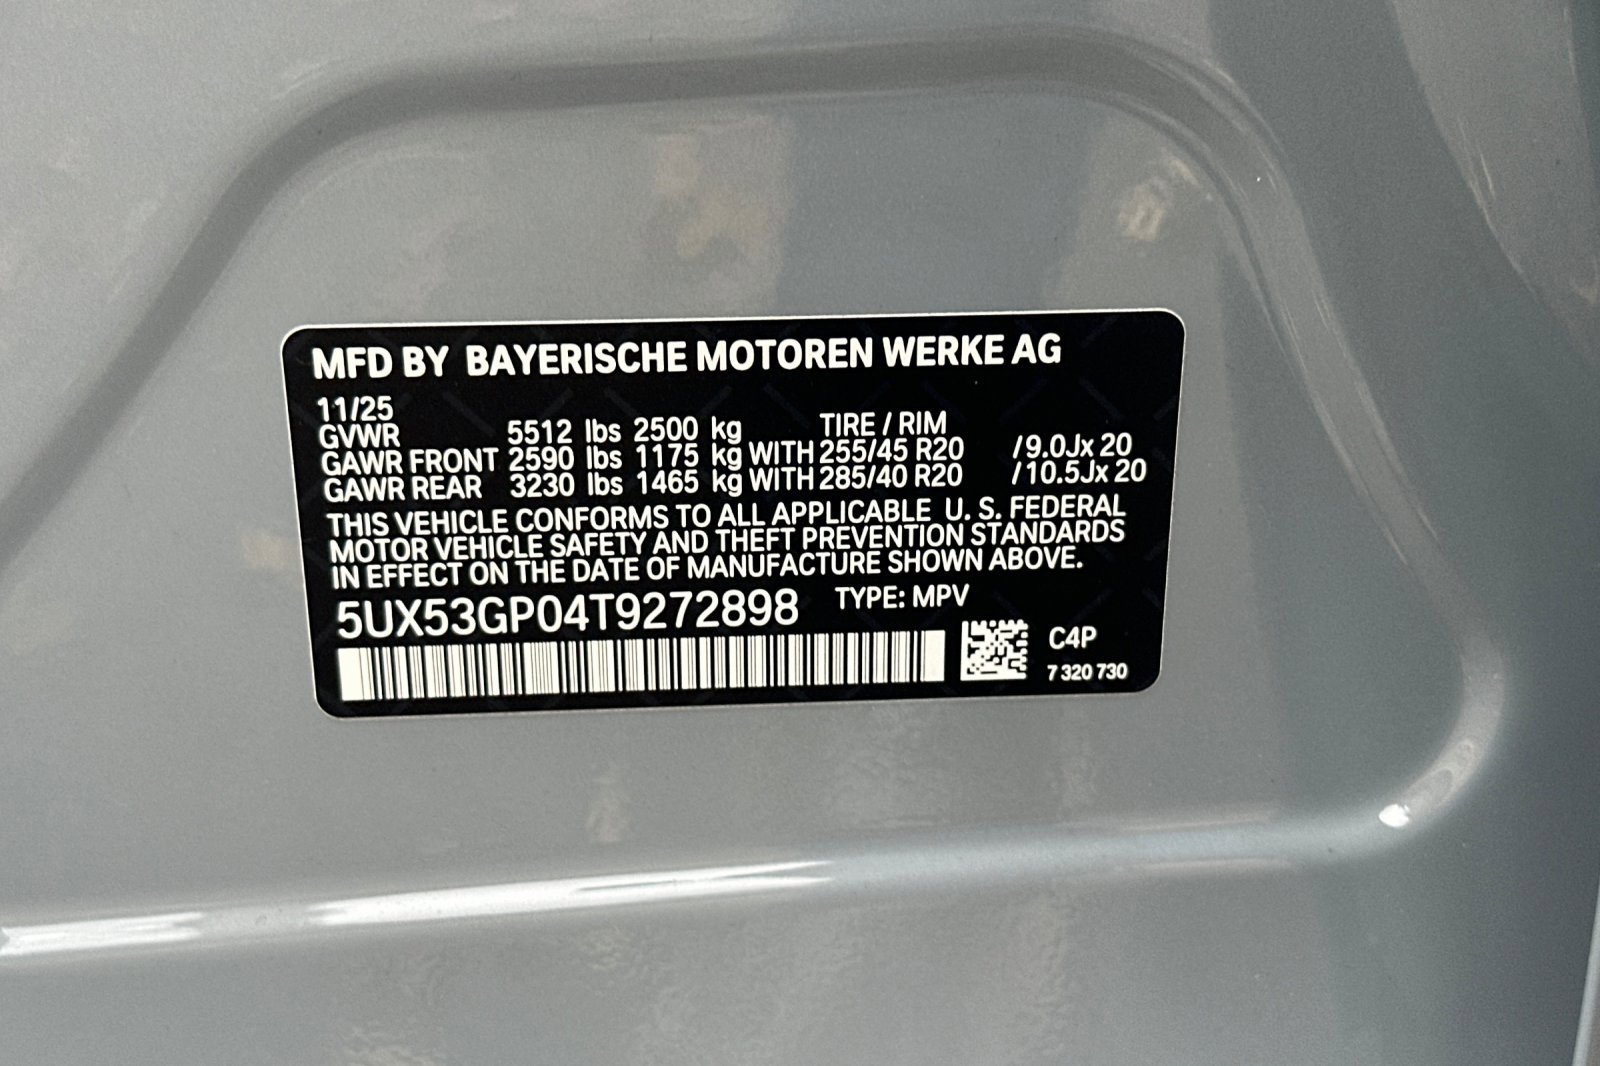 MFD BY BAYERISCHE MOTOREN WERKE AG
11/25
GVWR 5512 lbs 2500 kg TIRE / RIM
GAWR FRONT 2590 lbs 1175 kg WITH 255/45 R20 /9.0Jx 20
GAWR REAR 3230 lbs 1465 kg WITH 285/40 R20 /10.5Jx 20
THIS VEHICLE CONFORMS TO ALL APPLICABLE U. S. FEDERAL
MOTOR VEHICLE SAFETY AND THEFT PREVENTION STANDARDS
IN EFFECT ON THE DATE OF MANUFACTURE SHOWN ABOVE.
5UX53GP04T9272898 TYPE: MPV
C4P
7 320 730